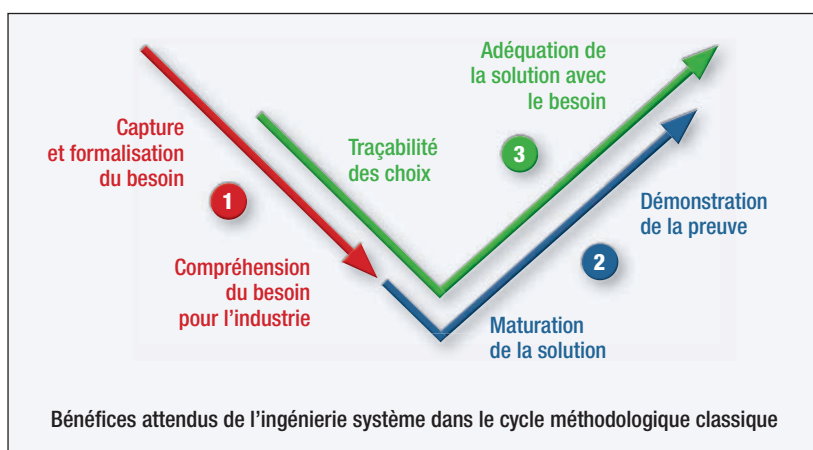 Capture
et formalisation
du besoin
1
Compréhension
du besoin
pour l'industrie
Traçabilité
des choix
Adéquation de
la solution avec
le besoin
3
Démonstration
de la preuve
2
Maturation
de la solution
Bénéfices attendus de l'ingénierie système dans le cycle méthodologique classique